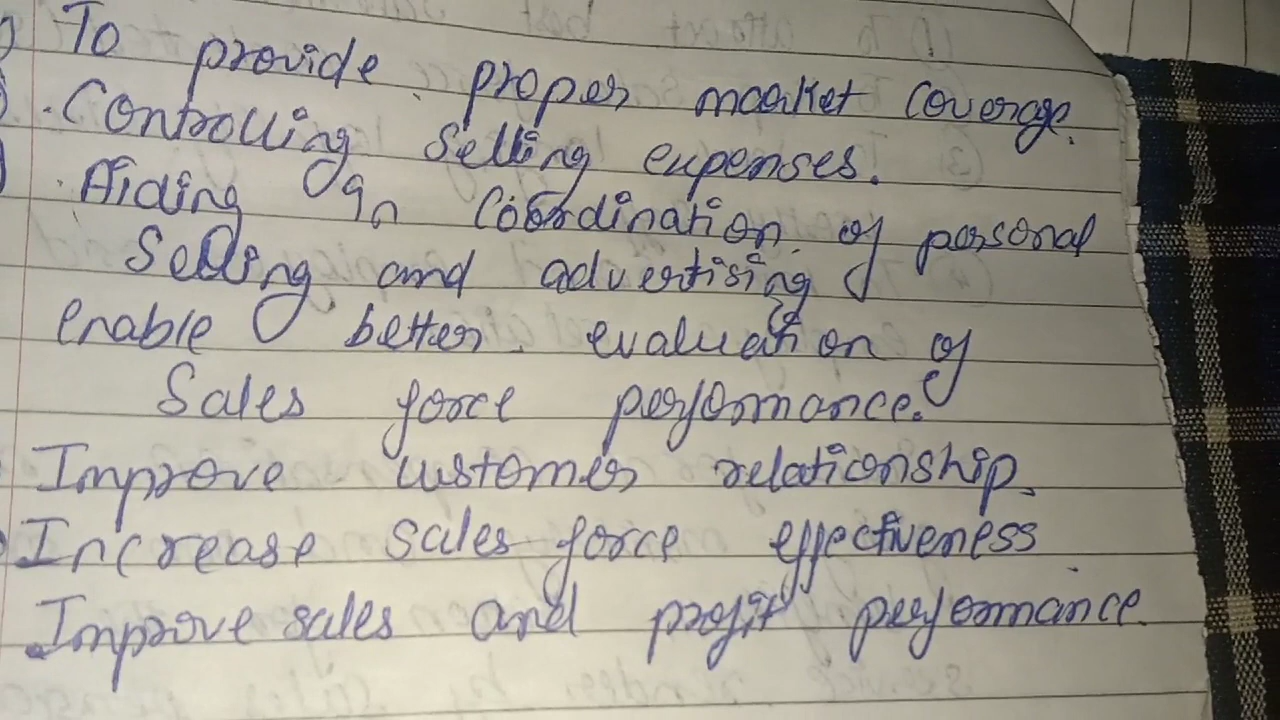 To provide proper market coverage.
Controlling selling expenses.
Aiding In Coordination of personal
Selling and advertising
enable better evaluation of
Sales force performance.
Improve customer relationship.
Increase sales force effectiveness
Improve sales and profit performance.